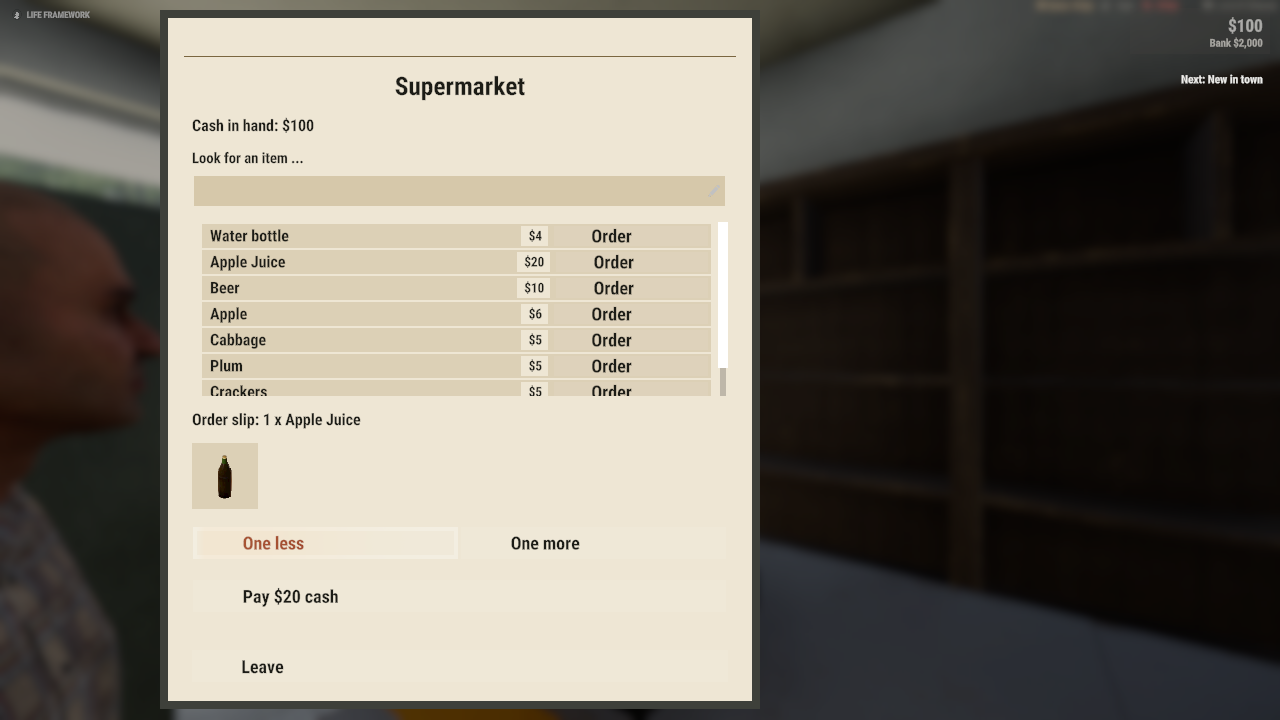 LIFE FRAMEWORK
$100
Bank $2,000
Next: New in town
Supermarket
Cash in hand: $100
Look for an item ...
Water bottle $4 Order
Apple Juice $20 Order
Beer $10 Order
Apple $6 Order
Cabbage $5 Order
Plum $5 Order
Crackers $5 Order
Order slip: 1 x Apple Juice
One less One more
Pay $20 cash
Leave